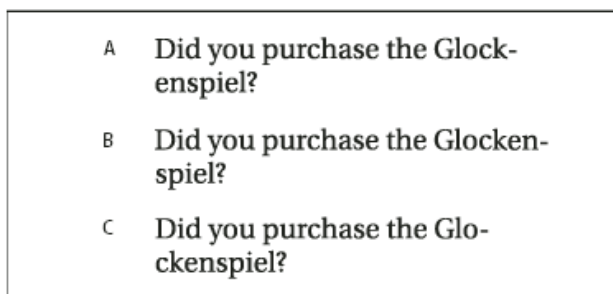 A Did you purchase the Glock-
enspiel?
B Did you purchase the Glocken-
spiel?
C Did you purchase the Glo-
ckenspiel?